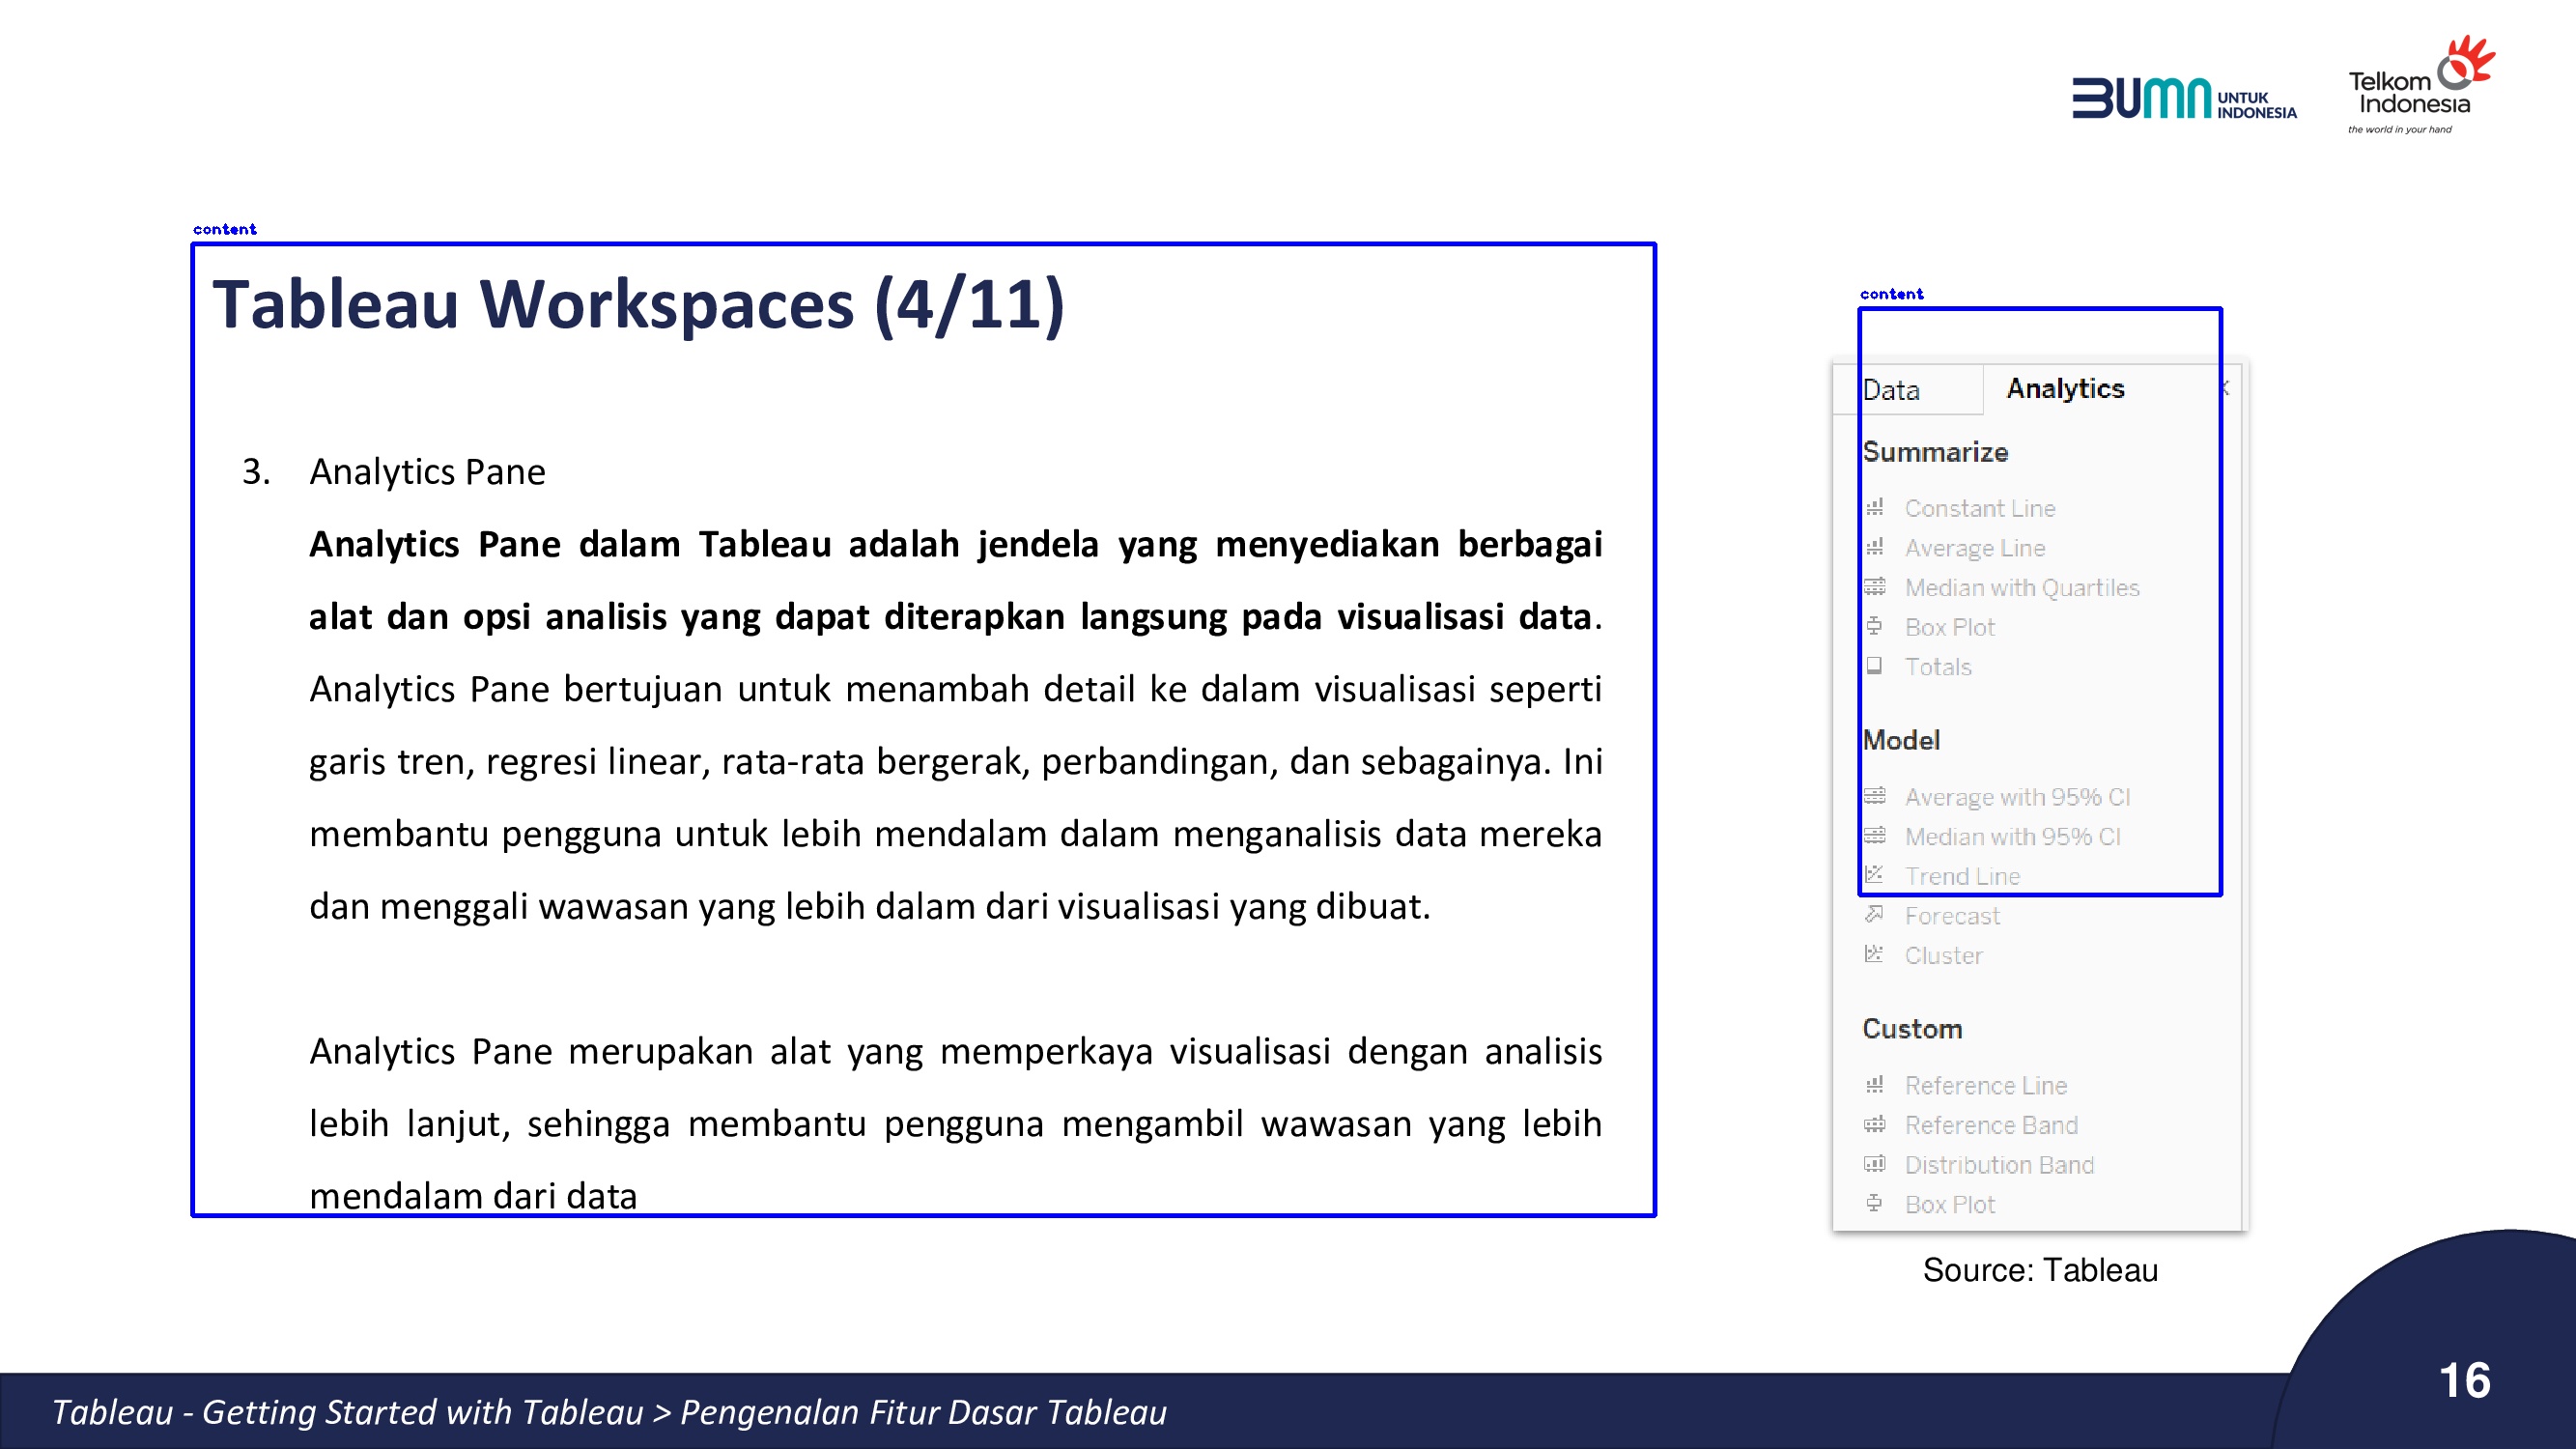 BUMN UNTUK
INDONESIA
Telkom
Indonesia
the world in your hand
content
Tableau Workspaces (4/11)
3. Analytics Pane
Analytics Pane dalam Tableau adalah jendela yang menyediakan berbagai
alat dan opsi analisis yang dapat diterapkan langsung pada visualisasi data.
Analytics Pane bertujuan untuk menambah detail ke dalam visualisasi seperti
garis tren, regresi linear, rata-rata bergerak, perbandingan, dan sebagainya. Ini
membantu pengguna untuk lebih mendalam dalam menganalisis data mereka
dan menggali wawasan yang lebih dalam dari visualisasi yang dibuat.
Analytics Pane merupakan alat yang memperkaya visualisasi dengan analisis
lebih lanjut, sehingga membantu pengguna mengambil wawasan yang lebih
mendalam dari data
content
Data Analytics
Summarize
Constant Line
Average Line
Median with Quartiles
Box Plot
Totals
Model
Average with 95% CI
Median with 95% CI
Trend Line
Forecast
Cluster
Custom
Reference Line
Reference Band
Distribution Band
Box Plot
Source: Tableau
Tableau - Getting Started with Tableau > Pengenalan Fitur Dasar Tableau
16